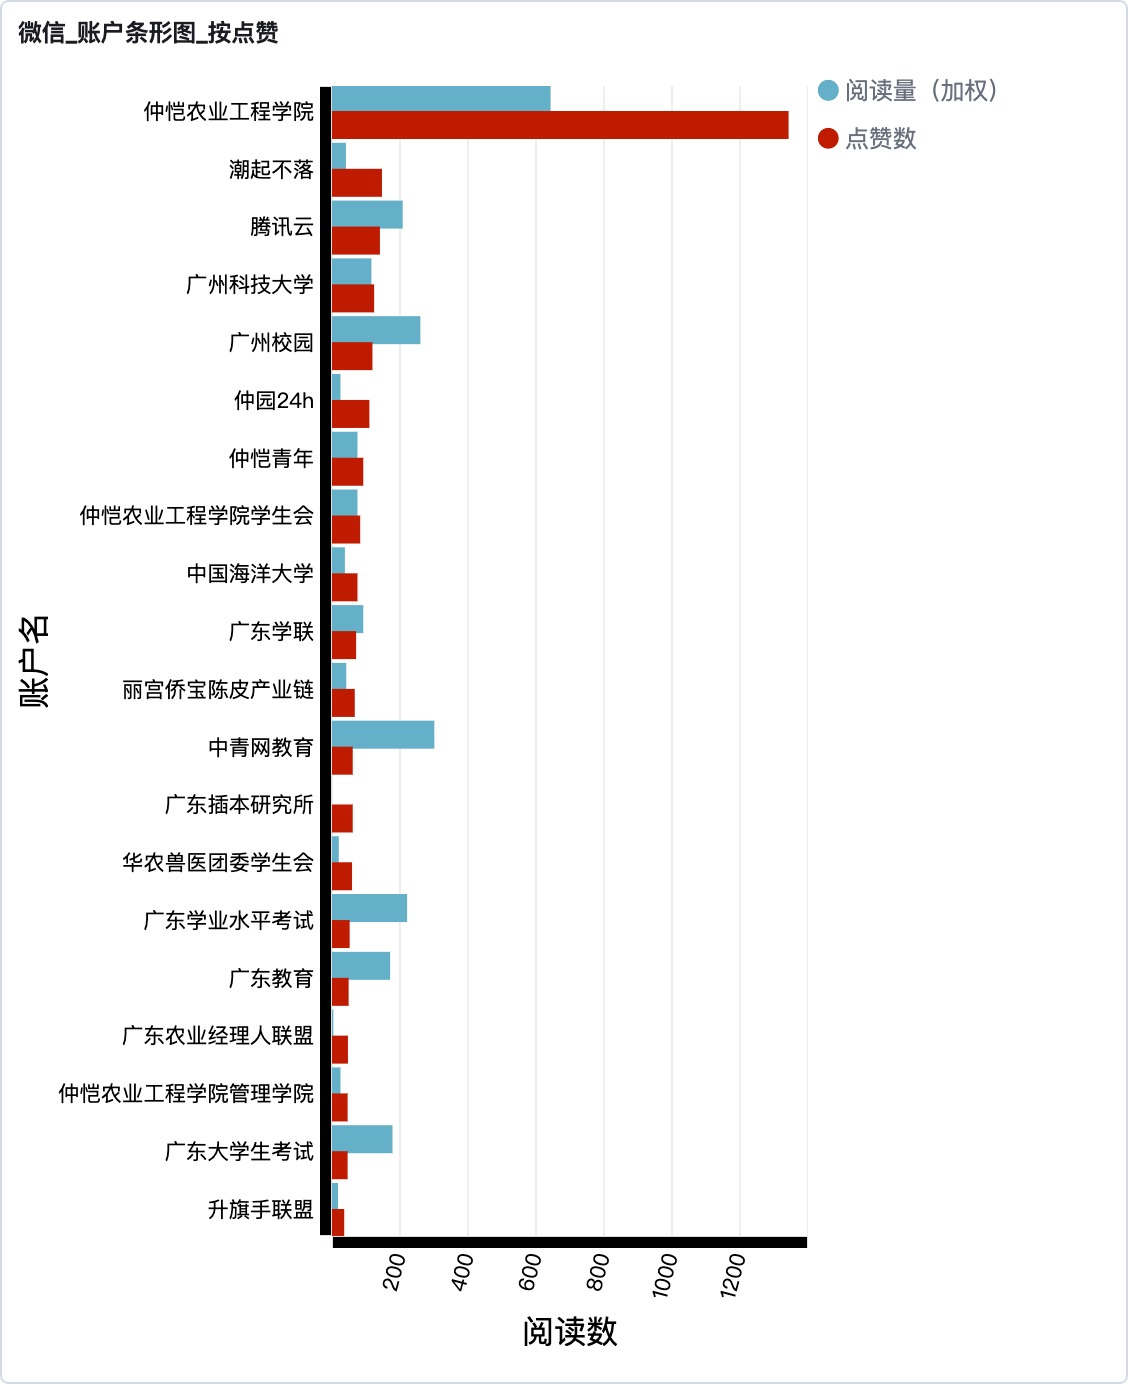 微信_账户条形图_按点赞
阅读量（加权）
点赞数
仲恺农业工程学院
潮起不落
腾讯云
广州科技大学
广州校园
仲园24h
仲恺青年
仲恺农业工程学院学生会
中国海洋大学
广东学联
丽宫侨宝陈皮产业链
中青网教育
广东插本研究所
华农兽医团委学生会
广东学业水平考试
广东教育
广东农业经理人联盟
仲恺农业工程学院管理学院
广东大学生考试
升旗手联盟
账户名
200
400
600
800
1000
1200
阅读数